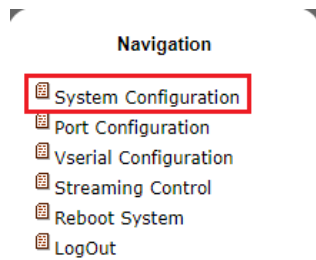 Navigation
System Configuration
Port Configuration
Vserial Configuration
Streaming Control
Reboot System
LogOut